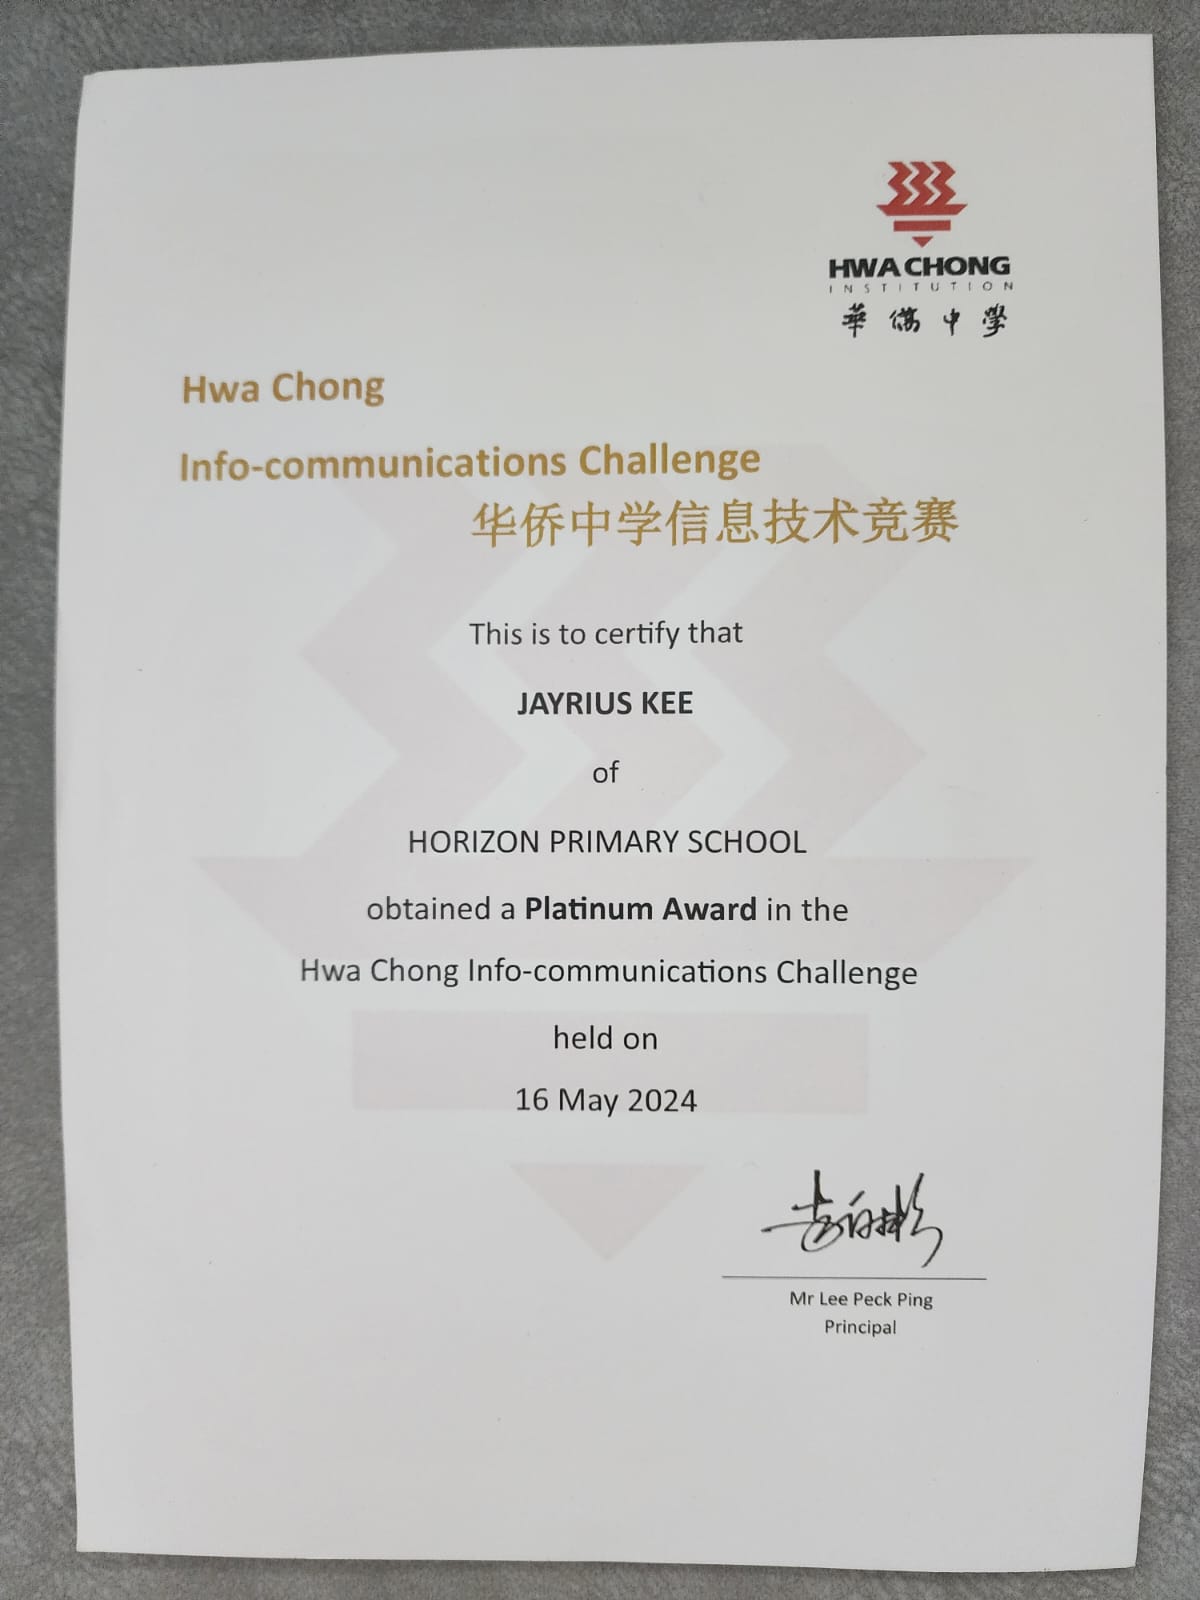 HWA CHONG
INSTITUTION
華僑中學
Hwa Chong
Info-communications Challenge
华侨中学信息技术竞赛
This is to certify that
JAYRIUS KEE
of
HORIZON PRIMARY SCHOOL
obtained a Platinum Award in the
Hwa Chong Info-communications Challenge
held on
16 May 2024
Mr Lee Peck Ping
Principal